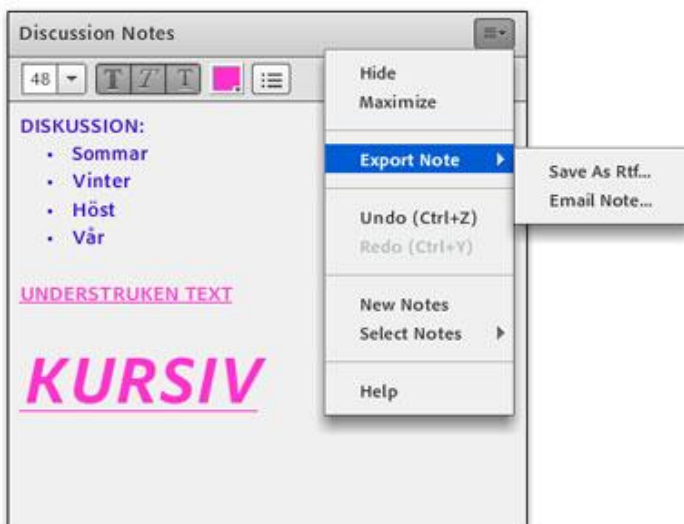 Discussion Notes
48 T T T
DISKUSSION:
• Sommar
• Vinter
• Höst
• Vår
UNDERSTRUKEN TEXT
KURSIV
Hide
Maximize
Export Note
Save As Rtf...
Email Note...
Undo (Ctrl+Z)
Redo (Ctrl+Y)
New Notes
Select Notes
Help